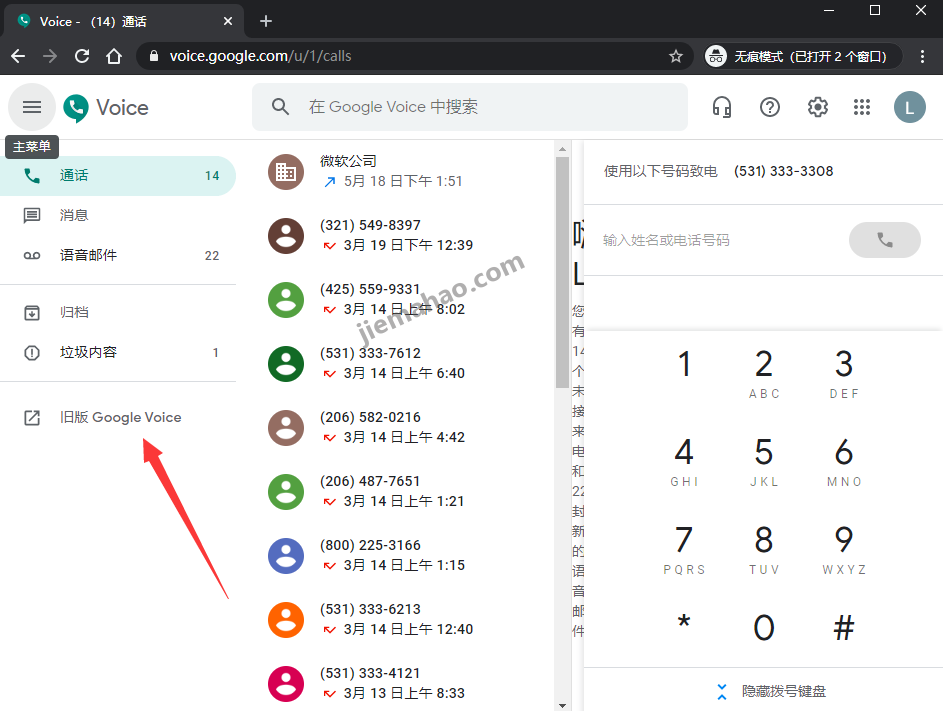 Voice - （14）通话
voice.google.com/u/1/calls
无痕模式（已打开 2 个窗口）
Voice
在 Google Voice 中搜索
L
主菜单
通话 14
消息
语音邮件 22
归档
垃圾内容 1
旧版 Google Voice
微软公司
5月 18 日下午 1:51
(321) 549-8397
3月 19 日下午 12:39
(425) 559-9331
3月 14 日上午 8:02
(531) 333-7612
3月 14 日上午 6:40
(206) 582-0216
3月 14 日上午 4:42
(206) 487-7651
3月 14 日上午 1:21
(800) 225-3166
3月 14 日上午 1:15
(531) 333-6213
3月 14 日上午 12:40
(531) 333-4121
3月 13 日上午 8:33
jiemahao.com
L
您
有
14
个
未
接
来
电
和
22
封
新
的
语
音
邮
件
使用以下号码致电 (531) 333-3308
输入姓名或电话号码
1 2 3
ABC DEF
4 5 6
GHI JKL MNO
7 8 9
PQRS TUV WXYZ
* 0 #
隐藏拨号键盘